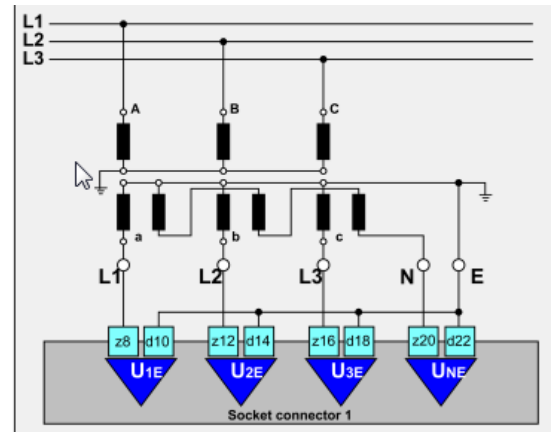 L1
L2
L3
A B C
a b c
L1 L2 L3 N E
z8 d10 z12 d14 z16 d18 z20 d22
U1E U2E U3E UNE
Socket connector 1